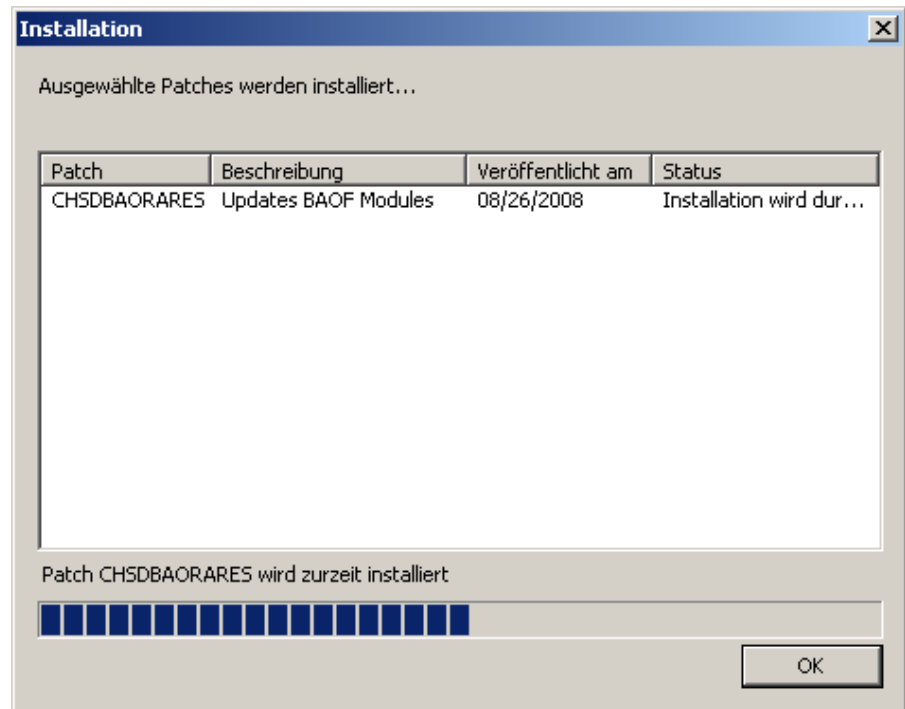 Installation
Ausgewählte Patches werden installiert...
Patch Beschreibung Veröffentlicht am Status
CHSDBAORARES Updates BAOF Modules 08/26/2008 Installation wird dur...
Patch CHSDBAORARES wird zurzeit installiert
OK